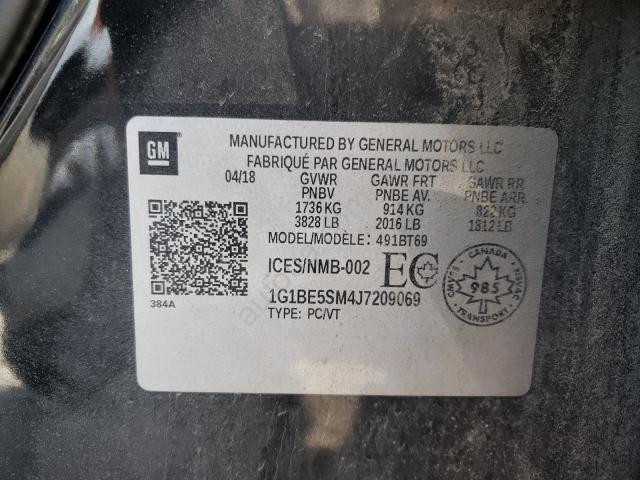 GM
MANUFACTURED BY GENERAL MOTORS LLC
FABRIQUÉ PAR GENERAL MOTORS LLC
04/18 GVWR GAWR FRT GAWR RR
PNBV PNBE AV. PNBE ARR.
1736 KG 914 KG 822 KG
3828 LB 2016 LB 1812 LB
MODEL/MODÈLE: 491BT69
ICES/NMB-002 EC
384A
1G1BE5SM4J7209069
TYPE: PC/VT
CANADA
CMVSS NSVAC
985
TRANSPORT